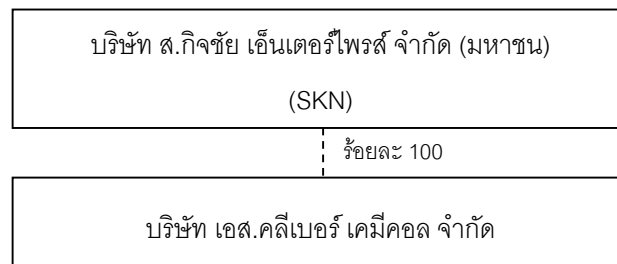 บริษัท ส.กิจชัย เอ็นเตอร์ไพรส์ จำกัด (มหาชน)
(SKN)
ร้อยละ 100
บริษัท เอส.คลีเบอร์ เคมีคอล จำกัด